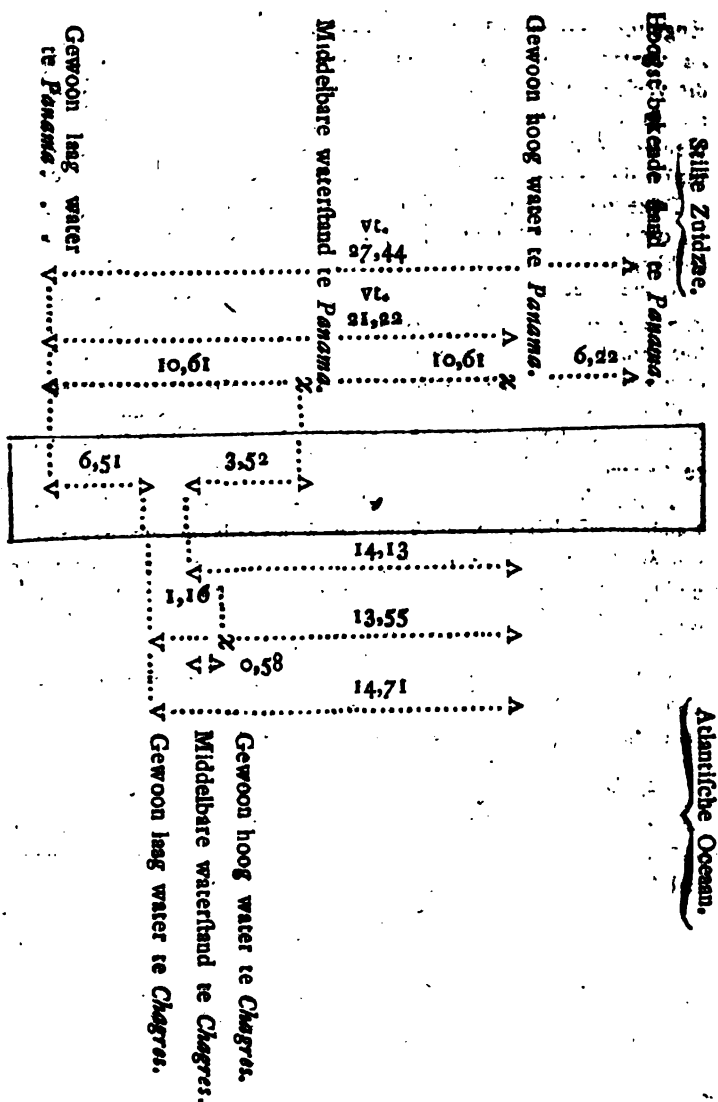 Stille Zuidzee.
Atlantiſche Oceaan.
Hoogst bekende te Panama.
Gewoon hoog water te Panama.
Middelbare waterſtand te Panama.
Gewoon laag water
te Panama. . .
vt.
27,44
vt.
21,22
6,22
10,61
10,61
3,52
6,51
14,13
1,16
13,55
0,58
14,71
Gewoon hoog water te Chagres.
Middelbare waterſtand te Chagres.
Gewoon laag water te Chagres.